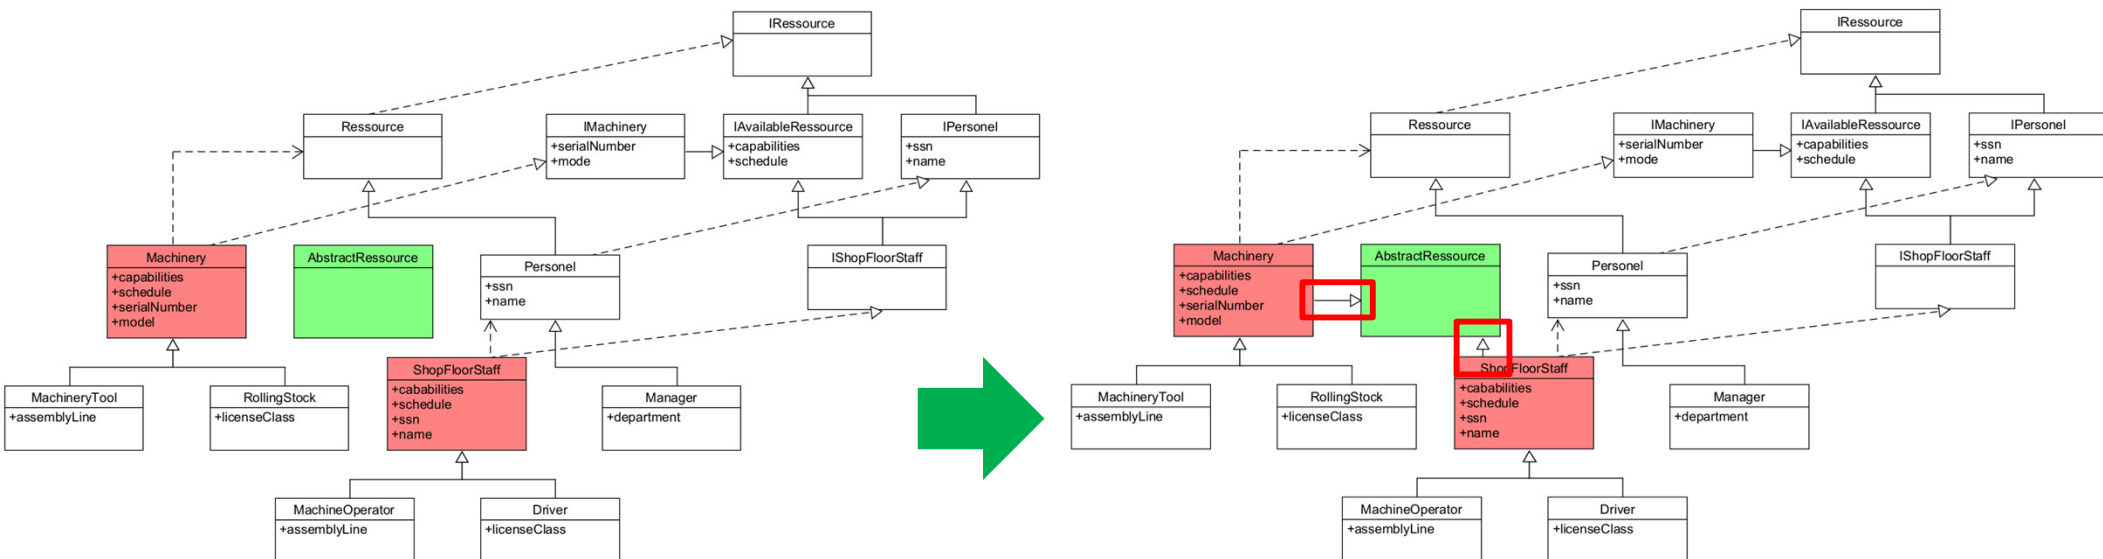 IRessource
Ressource
IMachinery
+serialNumber
+mode
IAvailableRessource
+capabilities
+schedule
IPersonel
+ssn
+name
Machinery
+capabilities
+schedule
+serialNumber
+model
AbstractRessource
Personel
+ssn
+name
IShopFloorStaff
MachineryTool
+assemblyLine
RollingStock
+licenseClass
ShopFloorStaff
+cababilities
+schedule
+ssn
+name
Manager
+department
MachineOperator
+assemblyLine
Driver
+licenseClass
IRessource
Ressource
IMachinery
+serialNumber
+mode
IAvailableRessource
+capabilities
+schedule
IPersonel
+ssn
+name
Machinery
+capabilities
+schedule
+serialNumber
+model
AbstractRessource
Personel
+ssn
+name
IShopFloorStaff
MachineryTool
+assemblyLine
RollingStock
+licenseClass
ShopFloorStaff
+cababilities
+schedule
+ssn
+name
Manager
+department
MachineOperator
+assemblyLine
Driver
+licenseClass